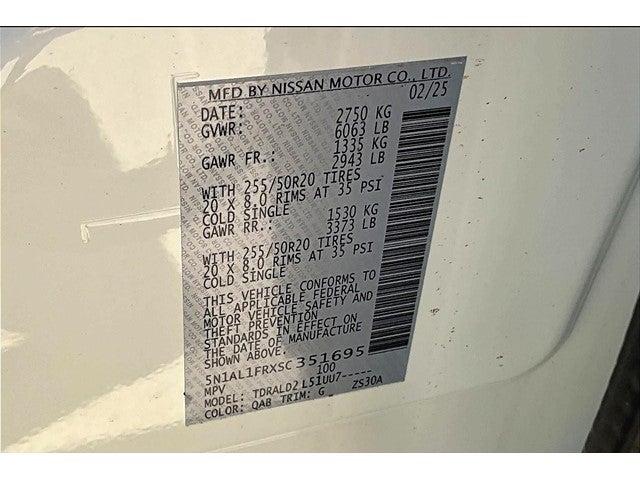 MFD BY NISSAN MOTOR CO., LTD.
DATE: 02/25
GVWR: 2750 KG
6063 LB
GAWR FR.: 1335 KG
2943 LB
WITH 255/50R20 TIRES
20 X 8.0 RIMS AT 35 PSI
COLD SINGLE
GAWR RR.: 1530 KG
3373 LB
WITH 255/50R20 TIRES
20 X 8.0 RIMS AT 35 PSI
COLD SINGLE
THIS VEHICLE CONFORMS TO
ALL APPLICABLE FEDERAL
MOTOR VEHICLE SAFETY AND
THEFT PREVENTION
STANDARDS IN EFFECT ON
THE DATE OF MANUFACTURE
SHOWN ABOVE.
5N1AL1FRXSC351695
MPV 100
MODEL: TDRALD2L51UU7-----
COLOR: QAB TRIM: G ZS30A